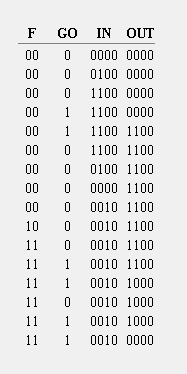 F GO IN OUT
00 0 0000 0000
00 0 0100 0000
00 0 1100 0000
00 1 1100 0000
00 1 1100 1100
00 0 1100 1100
00 0 0100 1100
00 0 0000 1100
00 0 0010 1100
10 0 0010 1100
11 0 0010 1100
11 1 0010 1100
11 1 0010 1000
11 0 0010 1000
11 1 0010 1000
11 1 0010 0000